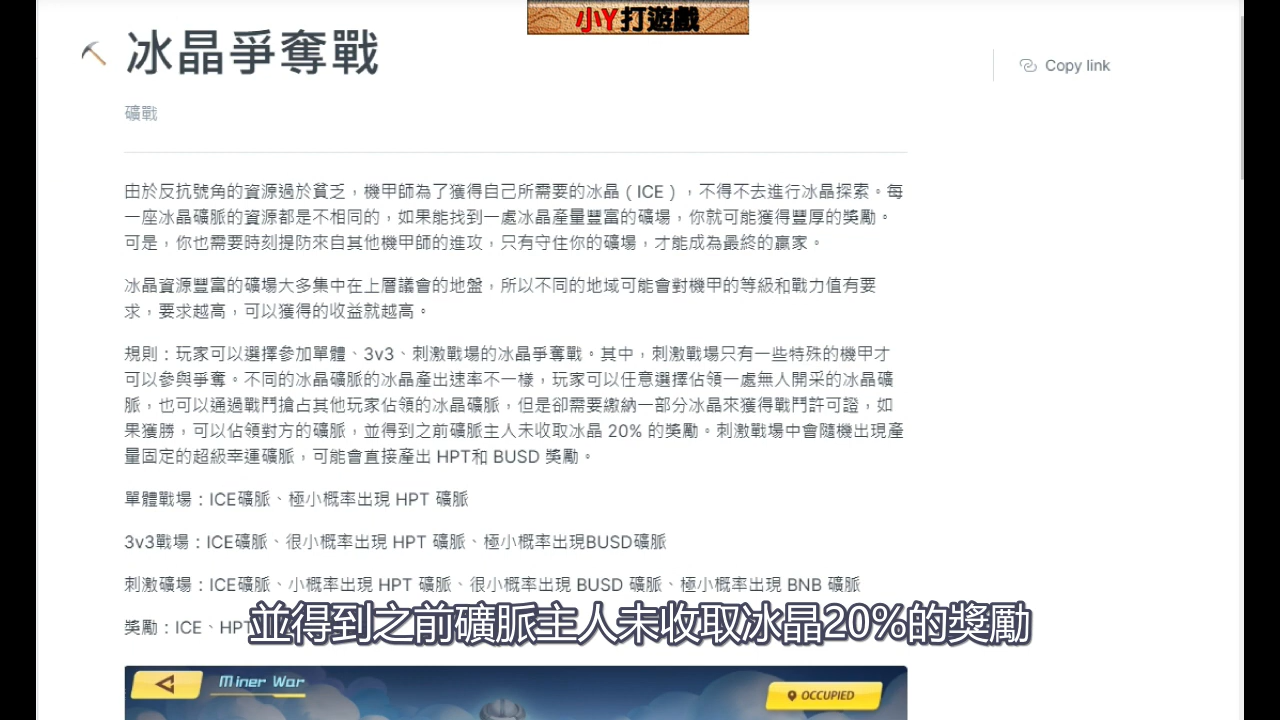 小Y打遊戲
冰晶爭奪戰
Copy link
礦戰
由於反抗號角的資源過於貧乏，機甲師為了獲得自己所需要的冰晶（ICE），不得不去進行冰晶探索。每
一座冰晶礦脈的資源都是不相同的，如果能找到一處冰晶產量豐富的礦場，你就可能獲得豐厚的獎勵。
可是，你也需要時刻提防來自其他機甲師的進攻，只有守住你的礦場，才能成為最終的贏家。
冰晶資源豐富的礦場大多集中在上層議會的地盤，所以不同的地域可能會對機甲的等級和戰力值有要
求，要求越高，可以獲得的收益就越高。
規則：玩家可以選擇參加單體、3v3、刺激戰場的冰晶爭奪戰。其中，刺激戰場只有一些特殊的機甲才
可以參與爭奪。不同的冰晶礦脈的冰晶產出速率不一樣，玩家可以任意選擇佔領一處無人開采的冰晶礦
脈，也可以通過戰鬥搶占其他玩家佔領的冰晶礦脈，但是卻需要繳納一部分冰晶來獲得戰鬥許可證，如
果獲勝，可以佔領對方的礦脈，並得到之前礦脈主人未收取冰晶 20% 的獎勵。刺激戰場中會隨機出現產
量固定的超級幸運礦脈，可能會直接產出 HPT和 BUSD 獎勵。
單體戰場：ICE礦脈、極小概率出現 HPT 礦脈
3v3戰場：ICE礦脈、很小概率出現 HPT 礦脈、極小概率出現BUSD礦脈
刺激礦場：ICE礦脈、小概率出現 HPT 礦脈、很小概率出現 BUSD 礦脈、極小概率出現 BNB 礦脈
獎勵：ICE、HPT
並得到之前礦脈主人未收取冰晶20%的獎勵
Miner War
OCCUPIED